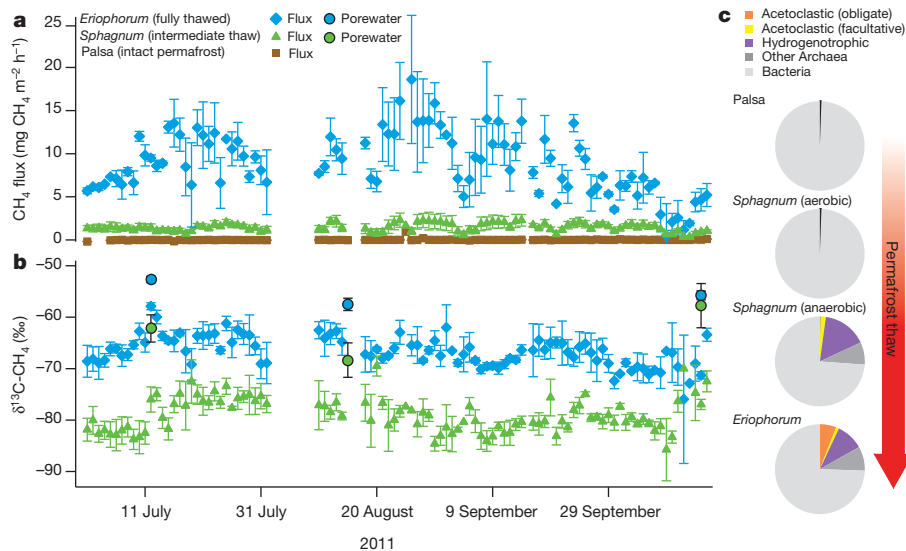 a
Eriophorum (fully thawed)
Flux
Porewater
Sphagnum (intermediate thaw)
Flux
Porewater
Palsa (intact permafrost)
Flux
CH4 flux (mg CH4 m−2 h−1)
25
20
15
10
5
0
b
δ13C–CH4 (‰)
−50
−60
−70
−80
−90
11 July
31 July
20 August
9 September
29 September
2011
c
Acetoclastic (obligate)
Acetoclastic (facultative)
Hydrogenotrophic
Other Archaea
Bacteria
Palsa
Sphagnum (aerobic)
Sphagnum (anaerobic)
Eriophorum
Permafrost thaw